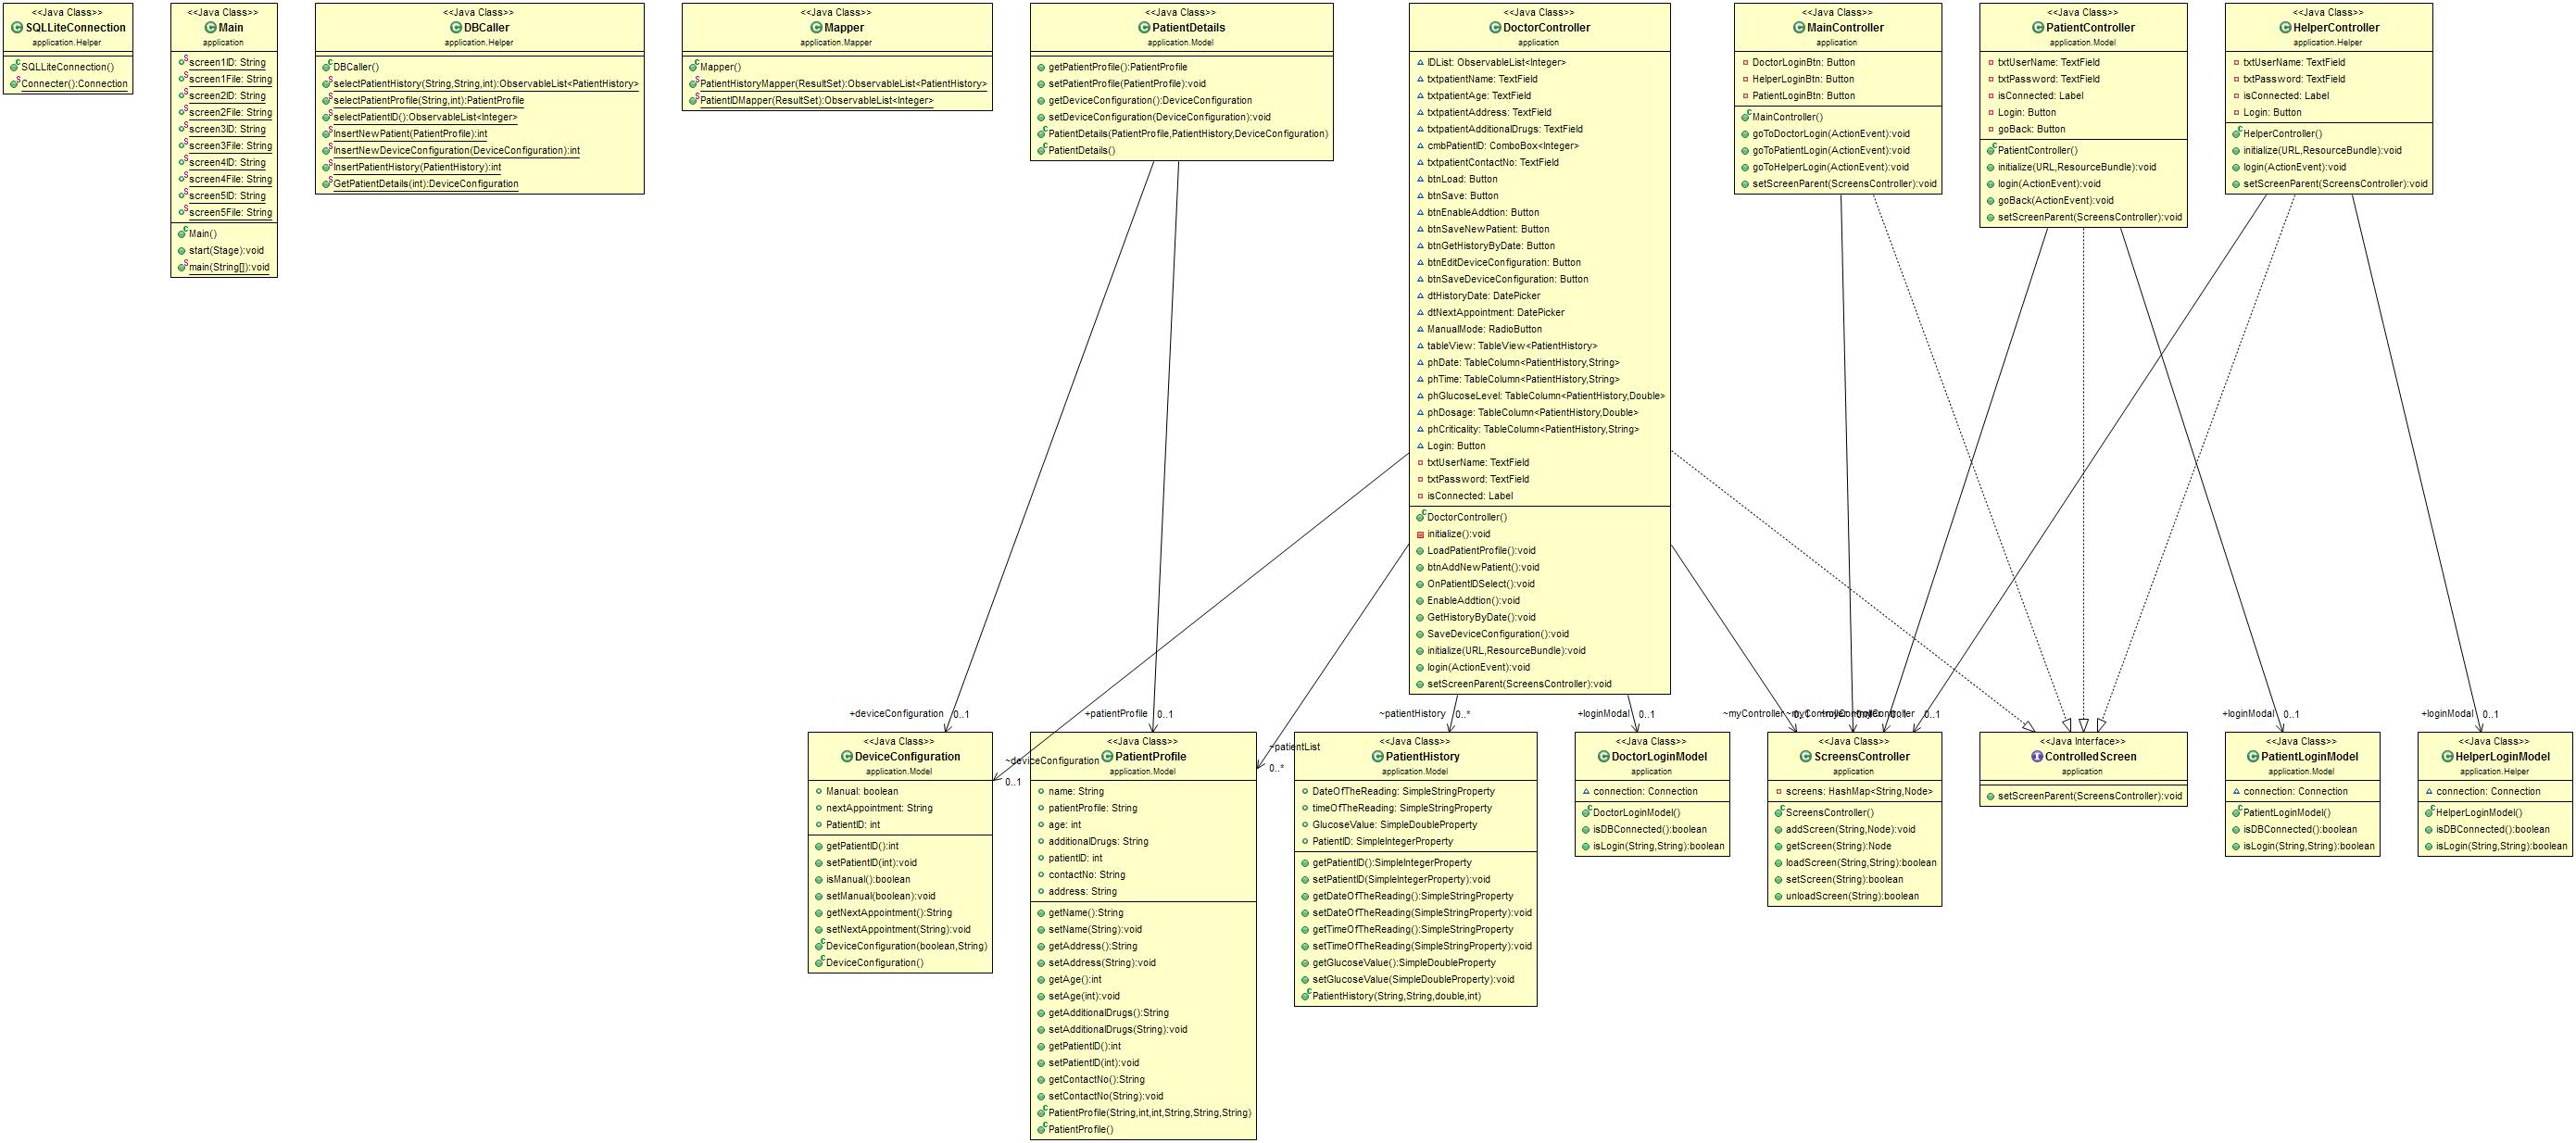 <<Java Class>>
SQLLiteConnection
application.Helper
SQLLiteConnection()
Connecter():Connection
<<Java Class>>
Main
application
screen1ID: String
screen1File: String
screen2ID: String
screen2File: String
screen3ID: String
screen3File: String
screen4ID: String
screen4File: String
screen5ID: String
screen5File: String
Main()
start(Stage):void
main(String[]):void
<<Java Class>>
DBCaller
application.Helper
DBCaller()
selectPatientHistory(String,String,int):ObservableList<PatientHistory>
selectPatientProfile(String,int):PatientProfile
selectPatientID():ObservableList<Integer>
InsertNewPatient(PatientProfile):int
InsertNewDeviceConfiguration(DeviceConfiguration):int
InsertPatientHistory(PatientHistory):int
GetPatientDetails(int):DeviceConfiguration
<<Java Class>>
Mapper
application.Mapper
Mapper()
PatientHistoryMapper(ResultSet):ObservableList<PatientHistory>
PatientIDMapper(ResultSet):ObservableList<Integer>
<<Java Class>>
PatientDetails
application.Model
getPatientProfile():PatientProfile
setPatientProfile(PatientProfile):void
getDeviceConfiguration():DeviceConfiguration
setDeviceConfiguration(DeviceConfiguration):void
PatientDetails(PatientProfile,PatientHistory,DeviceConfiguration)
PatientDetails()
<<Java Class>>
DoctorController
application
IDList: ObservableList<Integer>
txtpatientName: TextField
txtpatientAge: TextField
txtpatientAddress: TextField
txtpatientAdditionalDrugs: TextField
cmbPatientID: ComboBox<Integer>
txtpatientContactNo: TextField
btnLoad: Button
btnSave: Button
btnEnableAddtion: Button
btnSaveNewPatient: Button
btnGetHistoryByDate: Button
btnEditDeviceConfiguration: Button
btnSaveDeviceConfiguration: Button
dtHistoryDate: DatePicker
dtNextAppointment: DatePicker
ManualMode: RadioButton
tableView: TableView<PatientHistory>
phDate: TableColumn<PatientHistory,String>
phTime: TableColumn<PatientHistory,String>
phGlucoseLevel: TableColumn<PatientHistory,Double>
phDosage: TableColumn<PatientHistory,Double>
phCriticality: TableColumn<PatientHistory,String>
Login: Button
txtUserName: TextField
txtPassword: TextField
isConnected: Label
DoctorController()
initialize():void
LoadPatientProfile():void
btnAddNewPatient():void
OnPatientIDSelect():void
EnableAddtion():void
GetHistoryByDate():void
SaveDeviceConfiguration():void
initialize(URL,ResourceBundle):void
login(ActionEvent):void
setScreenParent(ScreensController):void
<<Java Class>>
MainController
application
DoctorLoginBtn: Button
HelperLoginBtn: Button
PatientLoginBtn: Button
MainController()
goToDoctorLogin(ActionEvent):void
goToPatientLogin(ActionEvent):void
goToHelperLogin(ActionEvent):void
setScreenParent(ScreensController):void
<<Java Class>>
PatientController
application.Model
txtUserName: TextField
txtPassword: TextField
isConnected: Label
Login: Button
goBack: Button
PatientController()
initialize(URL,ResourceBundle):void
login(ActionEvent):void
goBack(ActionEvent):void
setScreenParent(ScreensController):void
<<Java Class>>
HelperController
application.Helper
txtUserName: TextField
txtPassword: TextField
isConnected: Label
Login: Button
HelperController()
initialize(URL,ResourceBundle):void
login(ActionEvent):void
setScreenParent(ScreensController):void
+deviceConfiguration 0..1
+patientProfile 0..1
~patientHistory 0..*
+loginModal 0..1
~myController
0..1
+loginModal 0..1
+loginModal 0..1
~deviceConfiguration
0..1
~patientList
0..*
<<Java Class>>
DeviceConfiguration
application.Model
Manual: boolean
nextAppointment: String
PatientID: int
getPatientID():int
setPatientID(int):void
isManual():boolean
setManual(boolean):void
getNextAppointment():String
setNextAppointment(String):void
DeviceConfiguration(boolean,String)
DeviceConfiguration()
<<Java Class>>
PatientProfile
application.Model
name: String
patientProfile: String
age: int
additionalDrugs: String
patientID: int
contactNo: String
address: String
getName():String
setName(String):void
getAddress():String
setAddress(String):void
getAge():int
setAge(int):void
getAdditionalDrugs():String
setAdditionalDrugs(String):void
getPatientID():int
setPatientID(int):void
getContactNo():String
setContactNo(String):void
PatientProfile(String,int,int,String,String,String)
PatientProfile()
<<Java Class>>
PatientHistory
application.Model
DateOfTheReading: SimpleStringProperty
timeOfTheReading: SimpleStringProperty
GlucoseValue: SimpleDoubleProperty
PatientID: SimpleIntegerProperty
getPatientID():SimpleIntegerProperty
setPatientID(SimpleIntegerProperty):void
getDateOfTheReading():SimpleStringProperty
setDateOfTheReading(SimpleStringProperty):void
getTimeOfTheReading():SimpleStringProperty
setTimeOfTheReading(SimpleStringProperty):void
getGlucoseValue():SimpleDoubleProperty
setGlucoseValue(SimpleDoubleProperty):void
PatientHistory(String,String,double,int)
<<Java Class>>
DoctorLoginModel
application
connection: Connection
DoctorLoginModel()
isDBConnected():boolean
isLogin(String,String):boolean
<<Java Class>>
ScreensController
application
screens: HashMap<String,Node>
ScreensController()
addScreen(String,Node):void
getScreen(String):Node
loadScreen(String,String):boolean
setScreen(String):boolean
unloadScreen(String):boolean
<<Java Interface>>
ControlledScreen
application
setScreenParent(ScreensController):void
<<Java Class>>
PatientLoginModel
application.Model
connection: Connection
PatientLoginModel()
isDBConnected():boolean
isLogin(String,String):boolean
<<Java Class>>
HelperLoginModel
application.Helper
connection: Connection
HelperLoginModel()
isDBConnected():boolean
isLogin(String,String):boolean